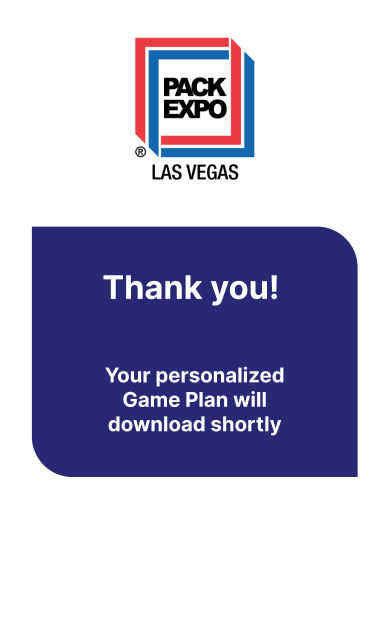 PACK
EXPO
®
LAS VEGAS
Thank you!
Your personalized
Game Plan will
download shortly